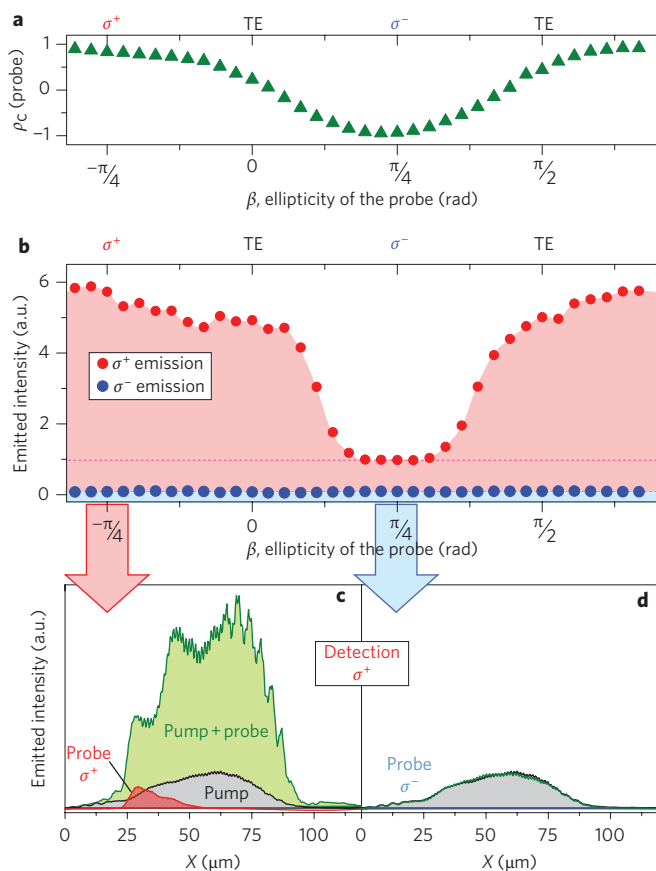 a
σ+ TE σ− TE
1
0
−1
ρC (probe)
−π/4 0 π/4 π/2
β, ellipticity of the probe (rad)
b
σ+ TE σ− TE
6
4
2
0
Emitted intensity (a.u.)
σ+ emission
σ− emission
−π/4 0 π/4 π/2
β, ellipticity of the probe (rad)
c d
Detection
σ+
Emitted intensity (a.u.)
Pump + probe
Probe
σ+
Pump
Probe
σ−
0 25 50 75 100 0 25 50 75 100
X (μm) X (μm)